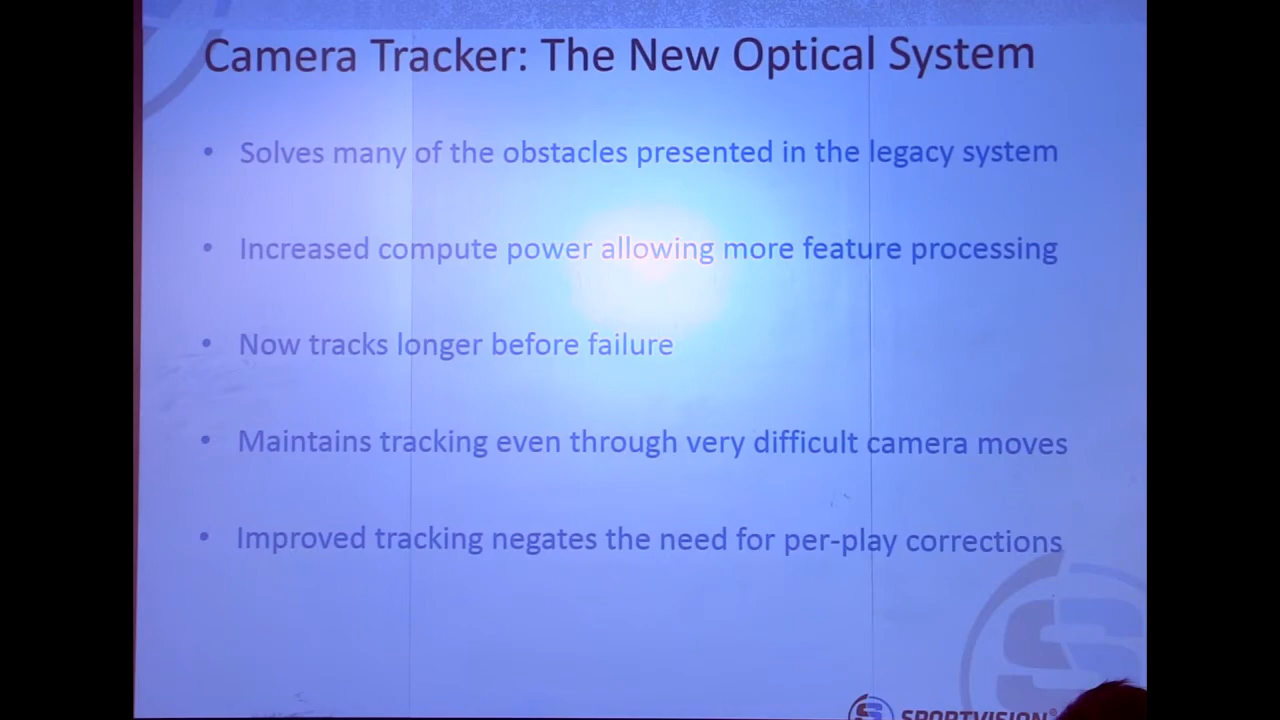 Camera Tracker: The New Optical System
• Solves many of the obstacles presented in the legacy system
• Increased compute power allowing more feature processing
• Now tracks longer before failure
• Maintains tracking even through very difficult camera moves
• Improved tracking negates the need for per-play corrections
SPORTVISION®